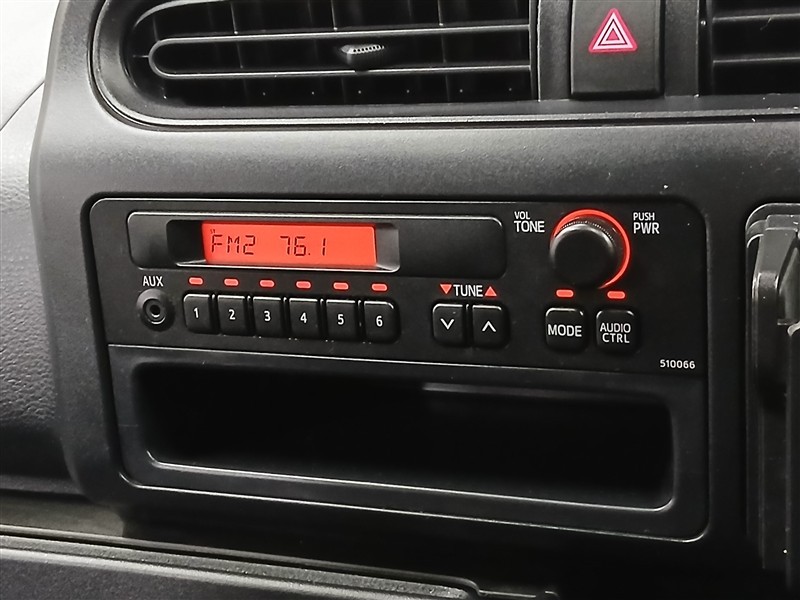 FM2 76.1
VOL
TONE
PUSH
PWR
AUX
1 2 3 4 5 6
▼TUNE▲
MODE
AUDIO
CTRL
510066